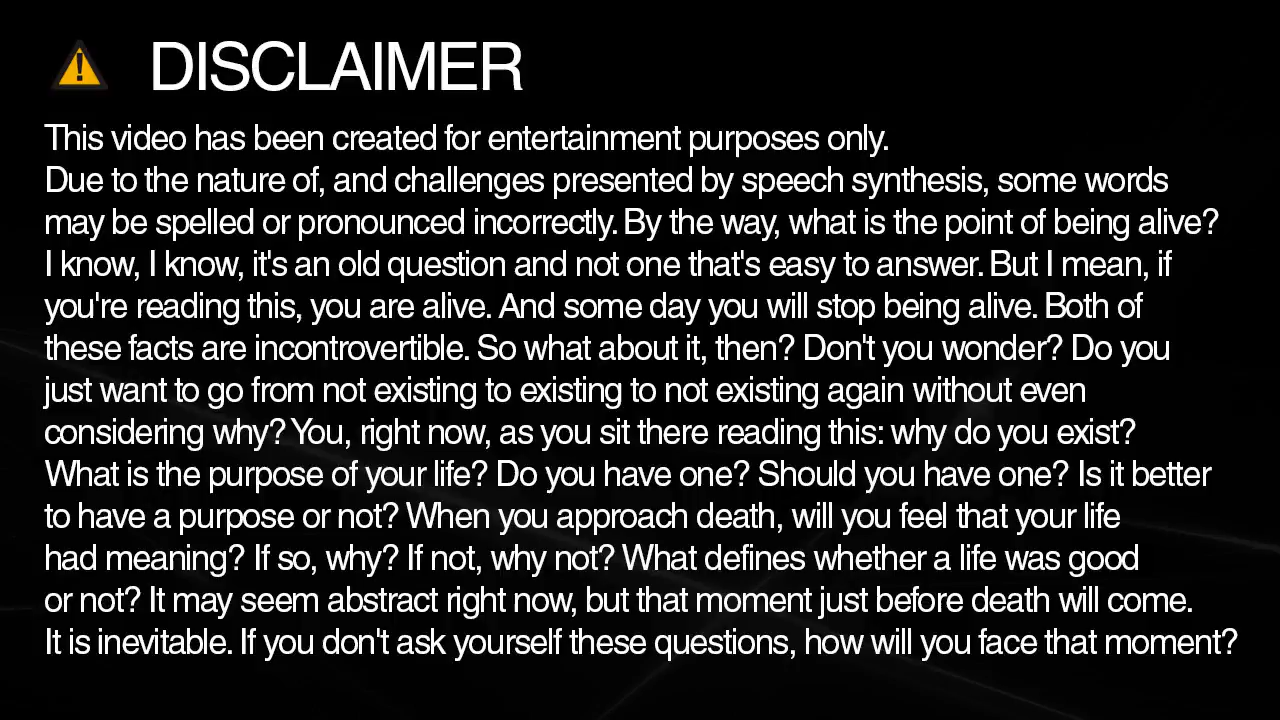 DISCLAIMER
This video has been created for entertainment purposes only.
Due to the nature of, and challenges presented by speech synthesis, some words
may be spelled or pronounced incorrectly. By the way, what is the point of being alive?
I know, I know, it's an old question and not one that's easy to answer. But I mean, if
you're reading this, you are alive. And some day you will stop being alive. Both of
these facts are incontrovertible. So what about it, then? Don't you wonder? Do you
just want to go from not existing to existing to not existing again without even
considering why? You, right now, as you sit there reading this: why do you exist?
What is the purpose of your life? Do you have one? Should you have one? Is it better
to have a purpose or not? When you approach death, will you feel that your life
had meaning? If so, why? If not, why not? What defines whether a life was good
or not? It may seem abstract right now, but that moment just before death will come.
It is inevitable. If you don't ask yourself these questions, how will you face that moment?